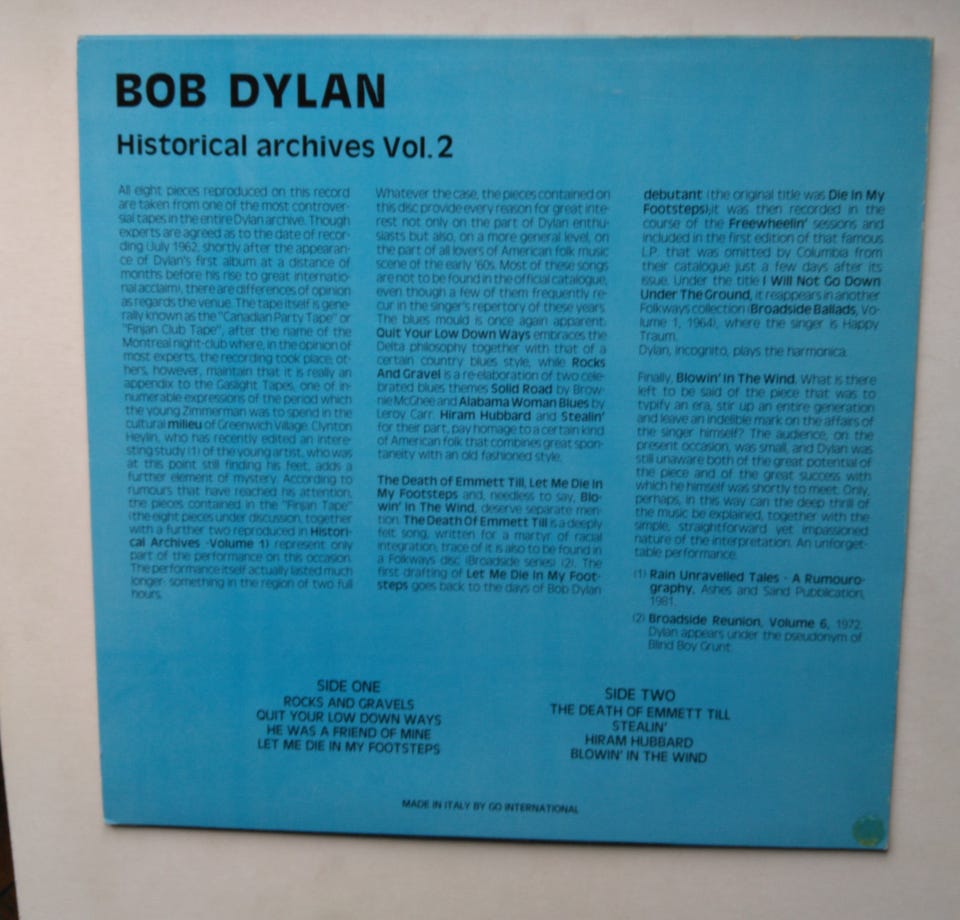 BOB DYLAN
Historical archives Vol. 2
All eight pieces reproduced on this record
are taken from one of the most controver-
sial tapes in the entire Dylan archive. Though
experts are agreed as to the date of recor-
ding (July 1962, shortly after the appearan-
ce of Dylan's first album at a distance of
months before his rise to great internatio-
nal acclaim), there are differences of opinion
as regards the venue. The tape itself is gene-
rally known as the "Canadian Party Tape" or
"Finjan Club Tape", after the name of the
Montreal night-club where, in the opinion of
most experts, the recording took place; ot-
hers, however, maintain that it is really an
appendix to the Gaslight Tapes, one of in-
numerable expressions of the period which
the young Zimmerman was to spend in the
cultural milieu of Greenwich Village. Clynton
Heylin, who has recently edited an intere-
sting study (1) of the young artist, who was
at this point still finding his feet, adds a
further element of mystery. According to
rumours that have reached his attention,
the pieces contained in the "Finjan Tape"
(the eight pieces under discussion, together
with a further two reproduced in Histori-
cal Archives - Volume 1) represent only
part of the performance on this occasion.
The performance itself actually lasted much
longer: something in the region of two full
hours.
Whatever the case, the pieces contained on
this disc provide every reason for great inte-
rest not only on the part of Dylan enthu-
siasts but also, on a more general level, on
the part of all lovers of American folk music
scene of the early '60s. Most of these songs
are not to be found in the official catalogue,
even though a few of them frequently re-
cur in the singer's repertory of these years.
The blues mould is once again apparent:
Quit Your Low Down Ways embraces the
Delta philosophy together with that of a
certain country blues style, while Rocks
And Gravel is a re-elaboration of two cele-
brated blues themes Solid Road by Brow-
nie McGhee and Alabama Woman Blues by
Leroy Carr. Hiram Hubbard and Stealin'
for their part, pay homage to a certain kind
of American folk that combines great spon-
taneity with an old fashioned style.
The Death of Emmett Till, Let Me Die In
My Footsteps and, needless to say, Blo-
win' In The Wind, deserve separate men-
tion. The Death Of Emmett Till is a deeply
felt song, written for a martyr of racial
integration, trace of it is also to be found in
a Folkways disc (Broadside series) (2). The
first drafting of Let Me Die In My Foot-
steps goes back to the days of Bob Dylan
debutant (the original title was Die In My
Footsteps);it was then recorded in the
course of the Freewheelin' sessions and
included in the first edition of that famous
L.P. that was omitted by Columbia from
their catalogue just a few days after its
issue. Under the title I Will Not Go Down
Under The Ground, it reappears in another
Folkways collection (Broadside Ballads, Vo-
lume 1, 1964), where the singer is Happy
Traum.
Dylan, incognito, plays the harmonica.
Finally, Blowin' In The Wind. What is there
left to be said of the piece that was to
typify an era, stir up an entire generation
and leave an indelible mark on the affairs of
the singer himself? The audience, on the
present occasion, was small, and Dylan was
still unaware both of the great potential of
the piece and of the great success with
which he himself was shortly to meet. Only,
perhaps, in this way can the deep thrill of
the music be explained, together with the
simple, straightforward yet impassioned
nature of the interpretation. An unforget-
table performance.
(1) Rain Unravelled Tales - A Rumouro-
graphy, Ashes and Sand Pubblication,
1981.
(2) Broadside Reunion, Volume 6, 1972.
Dylan appears under the pseudonym of
Blind Boy Grunt.
SIDE ONE
ROCKS AND GRAVELS
QUIT YOUR LOW DOWN WAYS
HE WAS A FRIEND OF MINE
LET ME DIE IN MY FOOTSTEPS
SIDE TWO
THE DEATH OF EMMETT TILL
STEALIN'
HIRAM HUBBARD
BLOWIN' IN THE WIND
MADE IN ITALY BY GO INTERNATIONAL